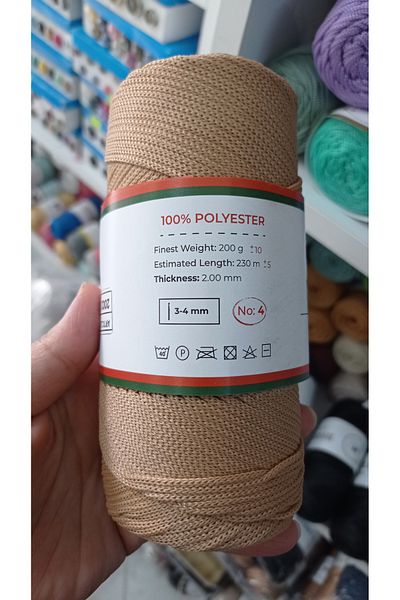 100% POLYESTER
Finest Weight: 200 g ±10
Estimated Length: 230 m ±5
Thickness: 2.00 mm
3-4 mm
No: 4
40
P